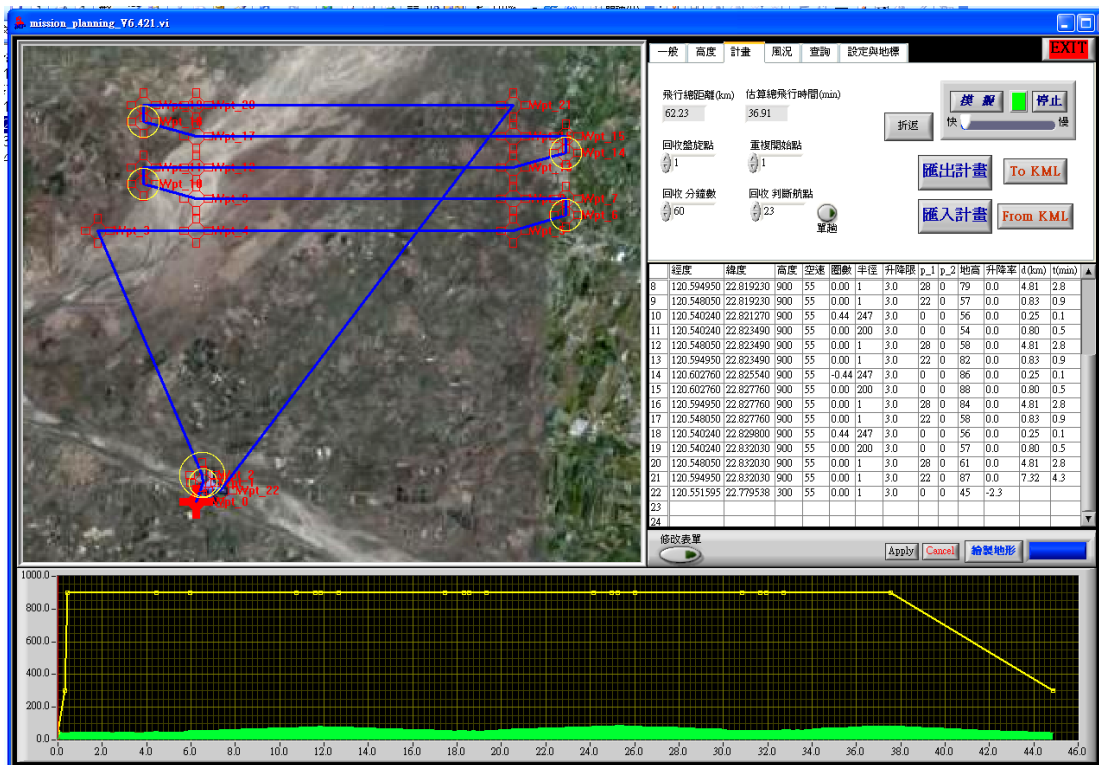 mission_planning_V6.421.vi
一般 高度 計畫 風況 查詢 設定與地標 EXIT
飛行總距離(km) 估算總飛行時間(min)
62.23 36.91
模擬 停止
快 慢
折返
回收盤旋點 重複開始點
1 1
匯出計畫 To KML
回收 分鐘數 回收 判斷航點
60 23
單趟
匯入計畫 From KML
Wpt_20 Wpt_21
Wpt_17 Wpt_15
Wpt_14
Wpt_12
Wpt_10
Wpt_7
Wpt_6
Wpt_3 Wpt_4
Wpt_22
Wpt_0
經度 緯度 高度 空速 圈數 半徑 升降限 p_1 p_2 地高 升降率 d(km) t(min)
8 120.594950 22.819230 900 55 0.00 1 3.0 28 0 79 0.0 4.81 2.8
9 120.548050 22.819230 900 55 0.00 1 3.0 22 0 57 0.0 0.83 0.9
10 120.540240 22.821270 900 55 0.44 247 3.0 0 0 56 0.0 0.25 0.1
11 120.540240 22.823490 900 55 0.00 200 3.0 0 0 54 0.0 0.80 0.5
12 120.548050 22.823490 900 55 0.00 1 3.0 28 0 58 0.0 4.81 2.8
13 120.594950 22.823490 900 55 0.00 1 3.0 22 0 82 0.0 0.83 0.9
14 120.602760 22.825540 900 55 -0.44 247 3.0 0 0 86 0.0 0.25 0.1
15 120.602760 22.827760 900 55 0.00 200 3.0 0 0 88 0.0 0.80 0.5
16 120.594950 22.827760 900 55 0.00 1 3.0 28 0 84 0.0 4.81 2.8
17 120.548050 22.827760 900 55 0.00 1 3.0 22 0 58 0.0 0.83 0.9
18 120.540240 22.829800 900 55 0.44 247 3.0 0 0 56 0.0 0.25 0.1
19 120.540240 22.832030 900 55 0.00 200 3.0 0 0 57 0.0 0.80 0.5
20 120.548050 22.832030 900 55 0.00 1 3.0 28 0 61 0.0 4.81 2.8
21 120.594950 22.832030 900 55 0.00 1 3.0 22 0 87 0.0 7.32 4.3
22 120.551595 22.779538 300 55 0.00 1 3.0 0 0 45 -2.3
23
24
修改表單
Apply Cancel 繪製地形
1000.0
800.0
600.0
400.0
200.0
0.0
0.0 2.0 4.0 6.0 8.0 10.0 12.0 14.0 16.0 18.0 20.0 22.0 24.0 26.0 28.0 30.0 32.0 34.0 36.0 38.0 40.0 42.0 44.0 46.0